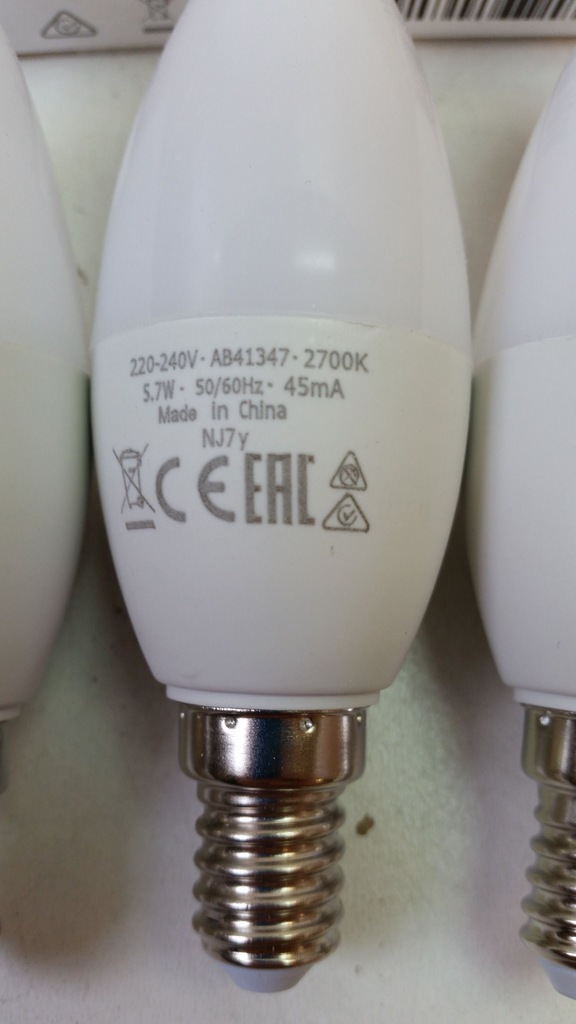 220-240V · AB41347 · 2700K
5.7W · 50/60Hz · 45mA
Made in China
NJ7y
CE EAC